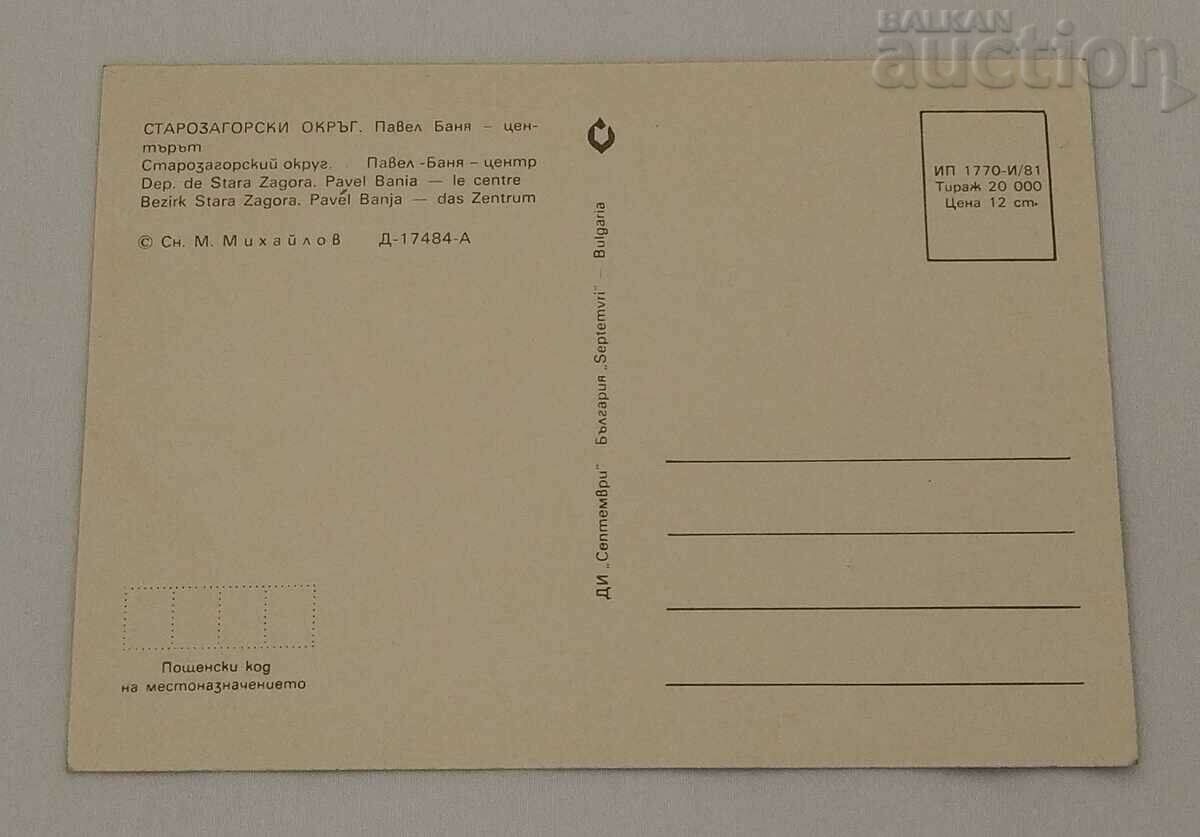 BALKAN
auction
СТАРОЗАГОРСКИ ОКРЪГ. Павел Баня – цен-
търът
Старозагорский округ. Павел -Баня – центр
Dep. de Stara Zagora. Pavel Bania — le centre
Bezirk Stara Zagora. Pavel Banja — das Zentrum
© Сн. М. Михайлов Д-17484-А
ДИ „Септември" България „Septemvri" – Bulgaria
ИП 1770-И/81
Тираж 20 000
Цена 12 ст.
Пощенски код
на местоназначението